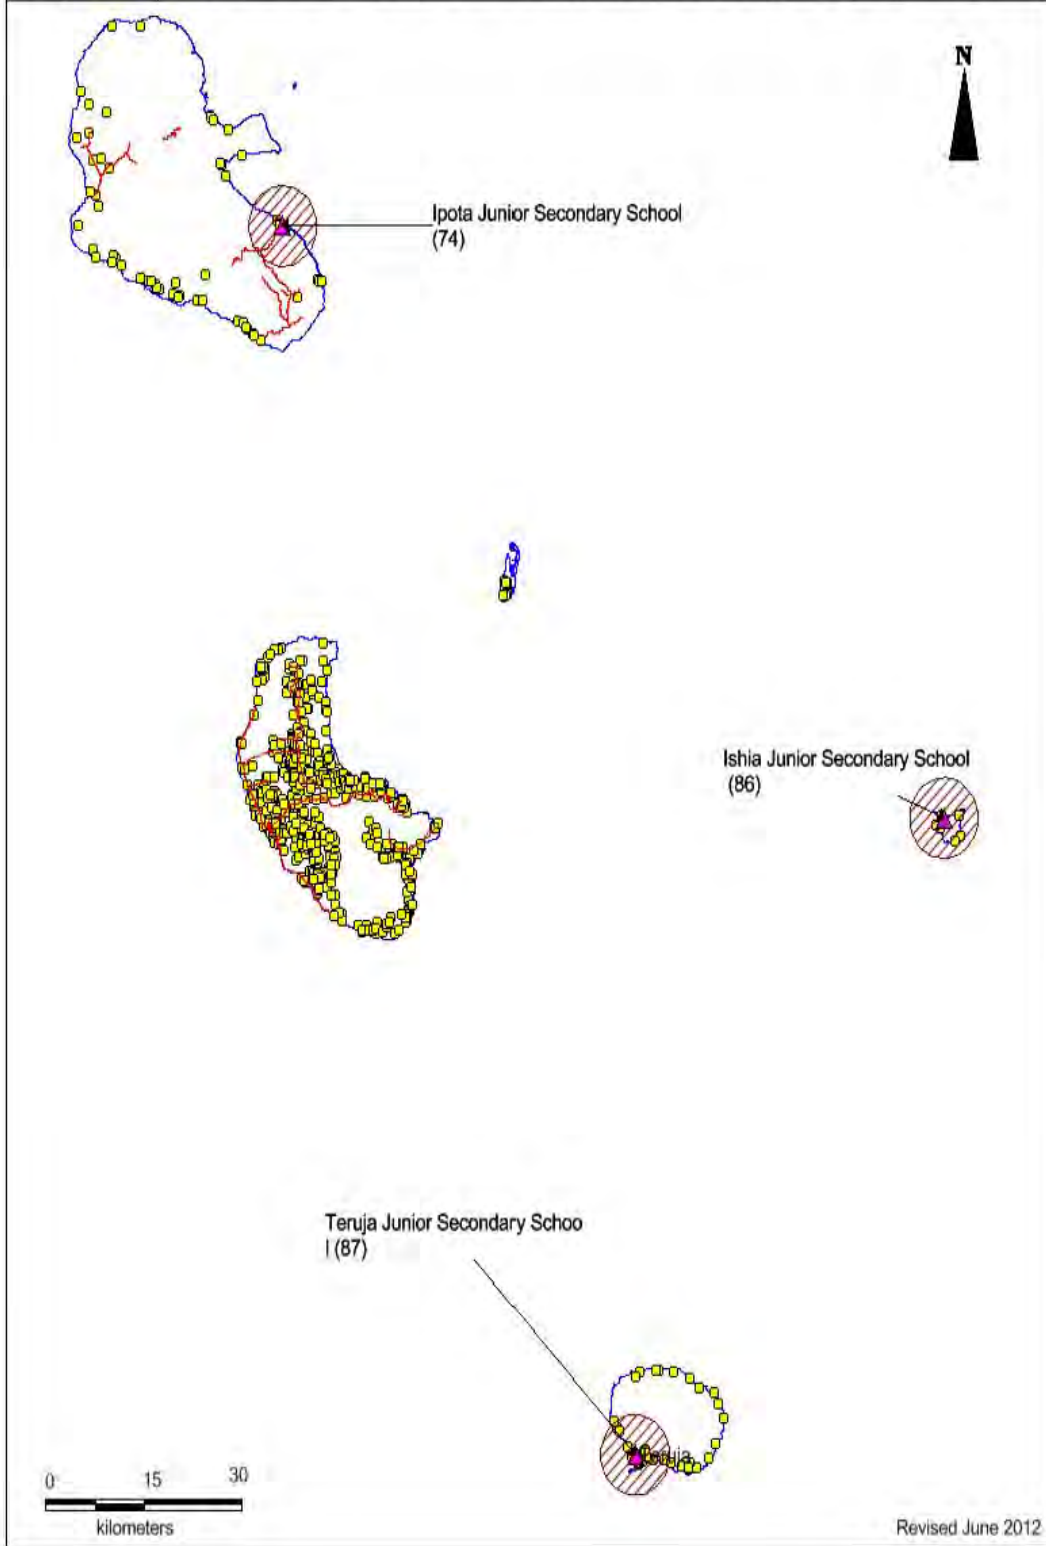 N
Ipota Junior Secondary School
(74)
Ishia Junior Secondary School
(86)
Teruja Junior Secondary Schoo
l (87)
0 15 30
kilometers
Revised June 2012